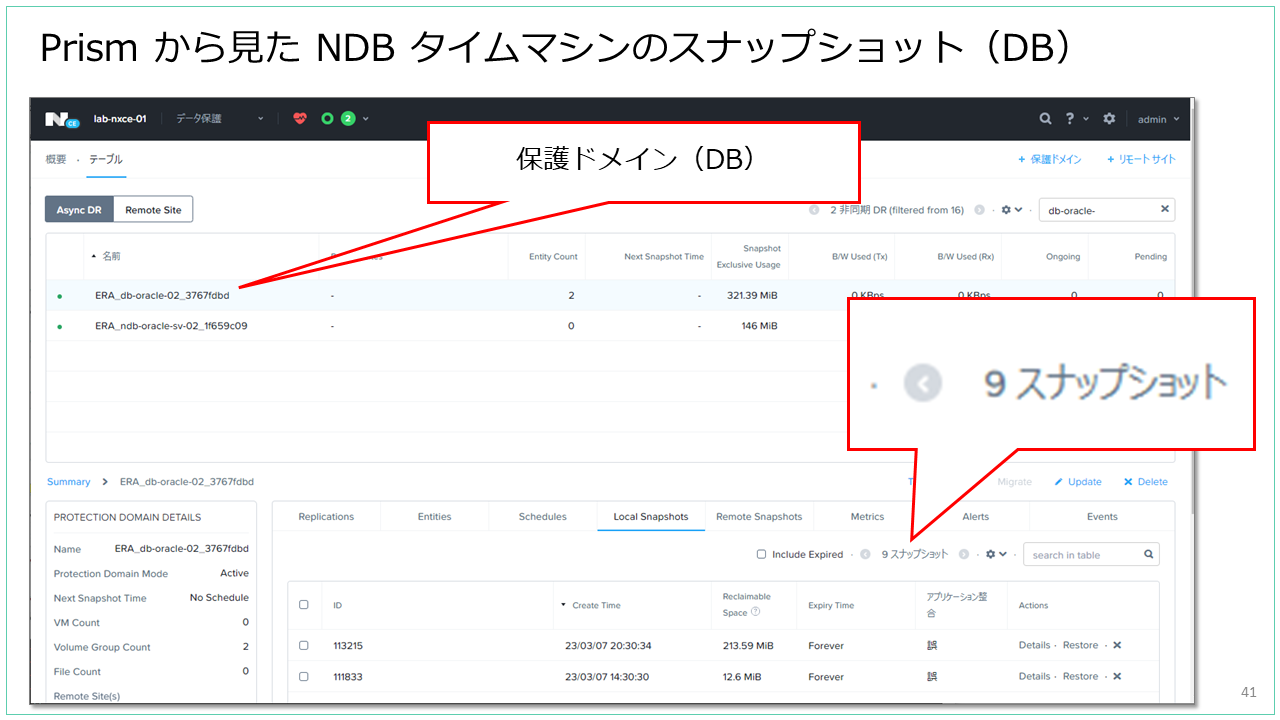 Prism から見た NDB タイムマシンのスナップショット（DB）
N CE lab-nxce-01 データ保護 2 ? admin
概要 · テーブル + 保護ドメイン + リモートサイト
保護ドメイン（DB）
Async DR Remote Site 2 非同期 DR (filtered from 16) · · db-oracle-
名前 Entity Count Next Snapshot Time Snapshot Exclusive Usage B/W Used (Tx) B/W Used (Rx) Ongoing Pending
ERA_db-oracle-02_3767fdbd - 2 - 321.39 MiB 0 KBps 0 KBps 0 0
ERA_ndb-oracle-sv-02_1f659c09 - 0 - 146 MiB
· 9 スナップショット
Summary > ERA_db-oracle-02_3767fdbd Migrate Update Delete
PROTECTION DOMAIN DETAILS
Name ERA_db-oracle-02_3767fdbd
Protection Domain Mode Active
Next Snapshot Time No Schedule
VM Count 0
Volume Group Count 2
File Count 0
Remote Site(s)
Replications Entities Schedules Local Snapshots Remote Snapshots Metrics Alerts Events
Include Expired · 9 スナップショット · · search in table
ID Create Time Reclaimable Space ? Expiry Time アプリケーション整合 Actions
113215 23/03/07 20:30:34 213.59 MiB Forever 誤 Details · Restore · ×
111833 23/03/07 14:30:30 12.6 MiB Forever 誤 Details · Restore · ×
41